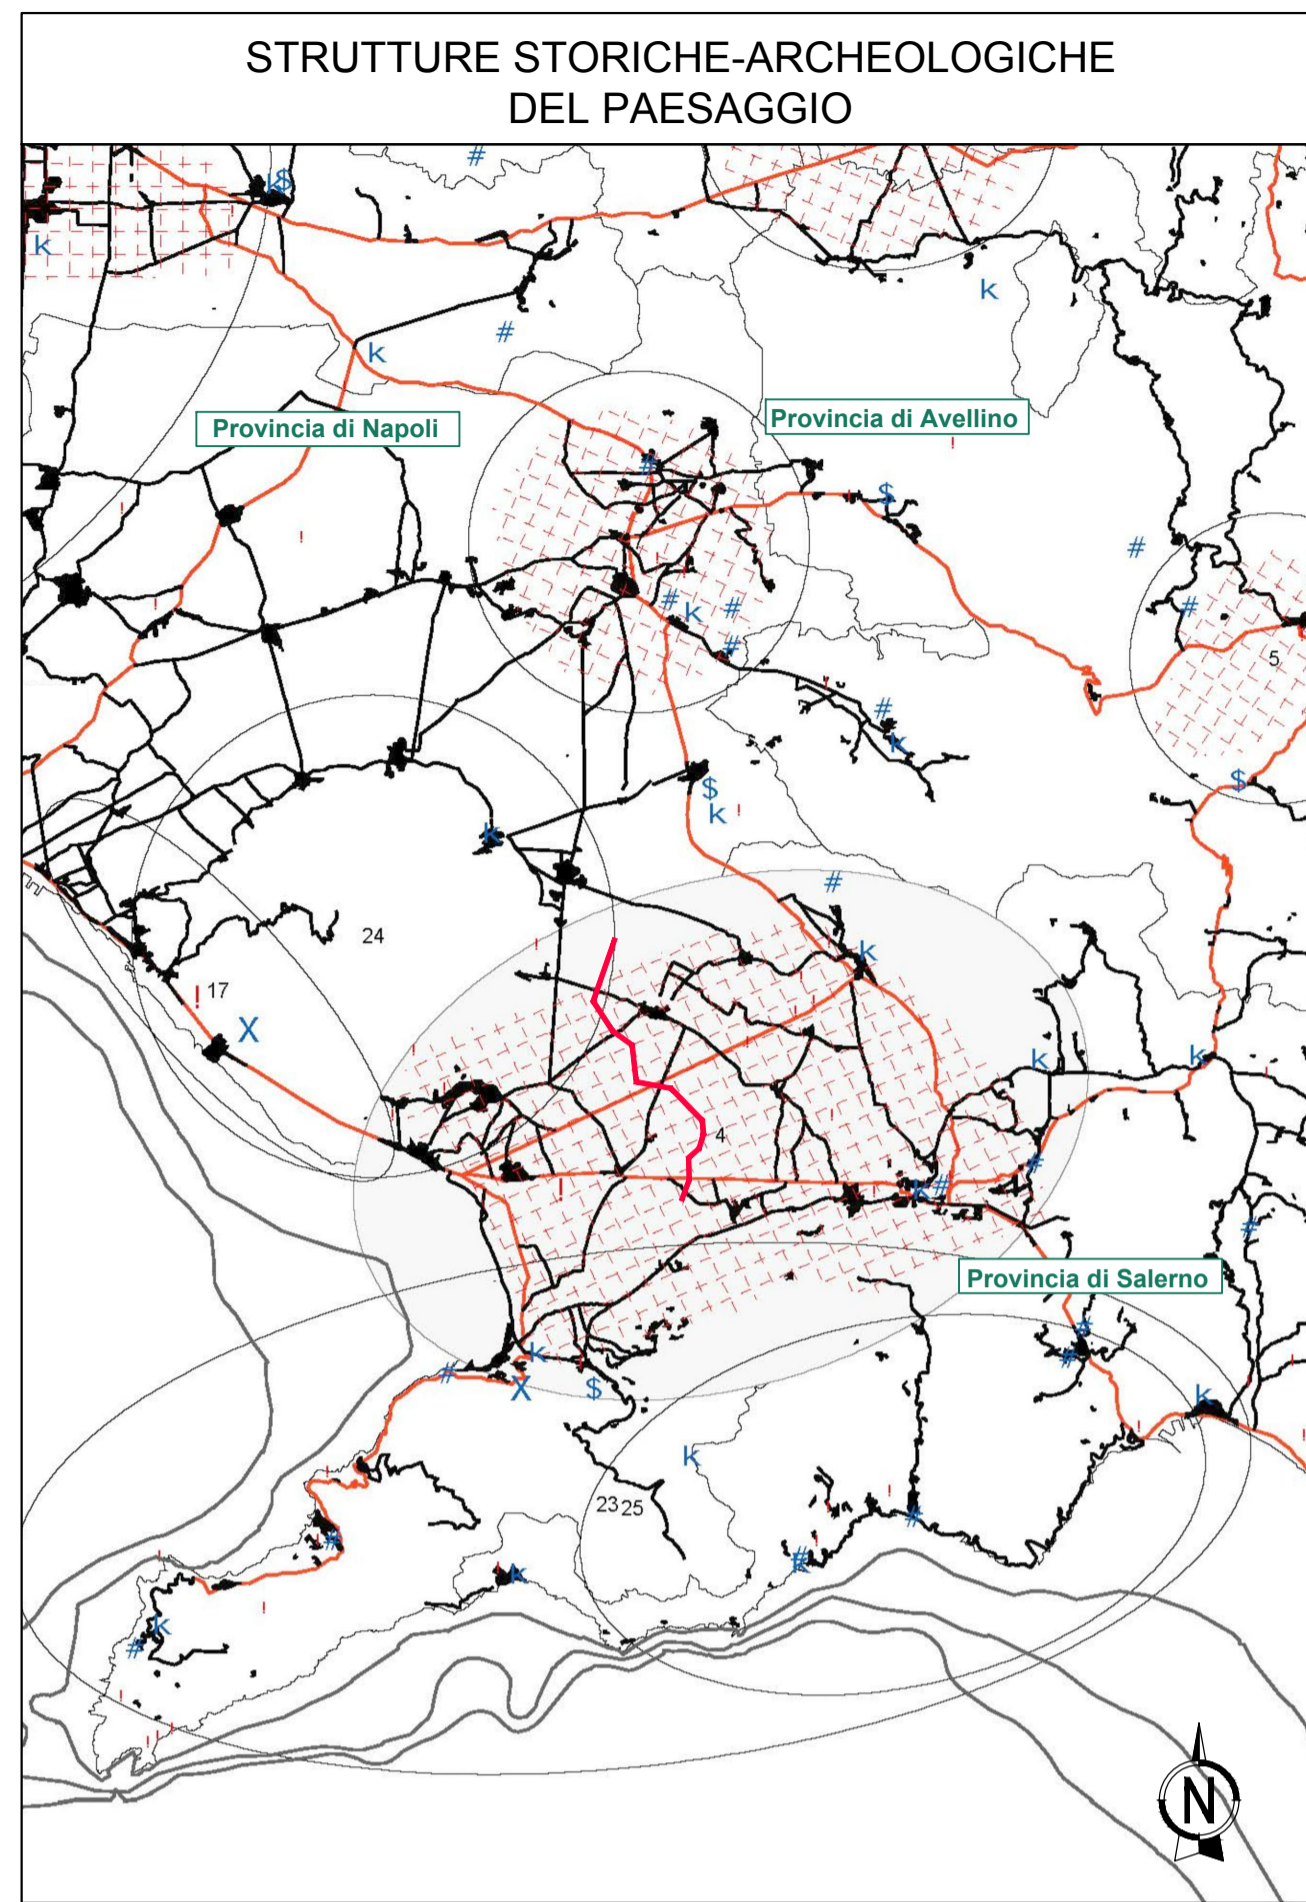 STRUTTURE STORICHE-ARCHEOLOGICHE
DEL PAESAGGIO
#
k$
k
k
#
k
Provincia di Napoli
Provincia di Avellino
!
#
$
!
!
#
!
#
k
#
#
#
5
#
k
$
$
k
!
k
#
24
!
k
17
!
X
k
k
4
!
#
k#
#
Provincia di Salerno
#
#
k
#
X
$
k
k
23 25
#
#
k
k
#
N